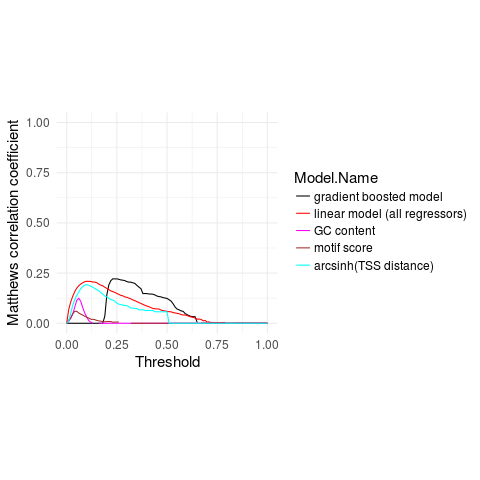 Matthews correlation coefficient
1.00
0.75
0.50
0.25
0.00
0.00 0.25 0.50 0.75 1.00
Threshold
Model.Name
gradient boosted model
linear model (all regressors)
GC content
motif score
arcsinh(TSS distance)